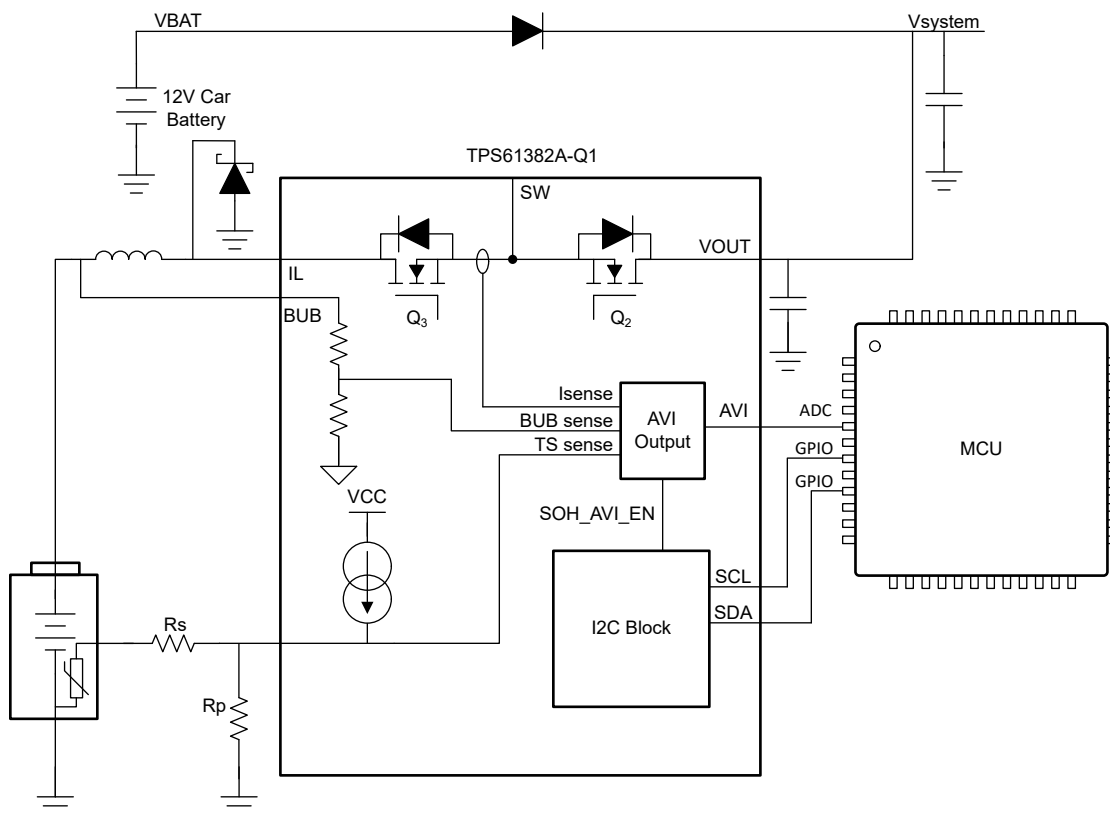 VBAT
Vsystem
12V Car
Battery
TPS61382A-Q1
SW
VOUT
IL
BUB
Q3
Q2
Isense
BUB sense
TS sense
AVI
Output
AVI
ADC
GPIO
GPIO
MCU
VCC
SOH_AVI_EN
SCL
SDA
I2C Block
Rs
Rp